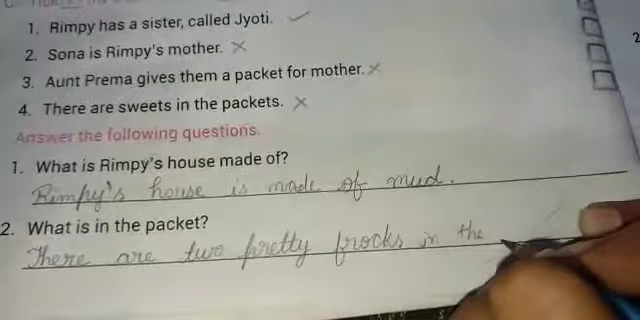 1. Rimpy has a sister, called Jyoti. ✓
2. Sona is Rimpy's mother. ✗
3. Aunt Prema gives them a packet for mother. ✗
4. There are sweets in the packets. ✗
Answer the following questions.
1. What is Rimpy's house made of?
Rimpy's house is made of mud.
2. What is in the packet?
There are two pretty frocks in the
2